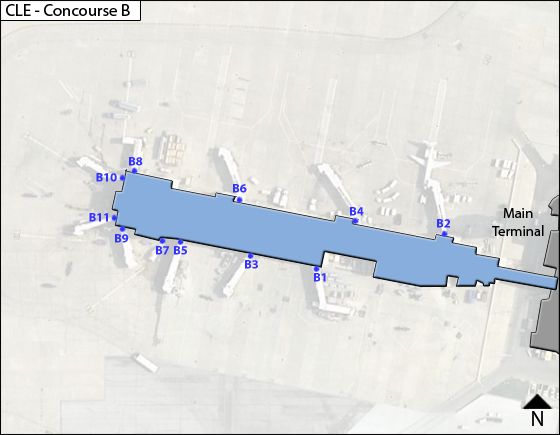 CLE - Concourse B
B8
B10
B6
B4
B2
Main
Terminal
B11
B9
B7
B5
B3
B1
N